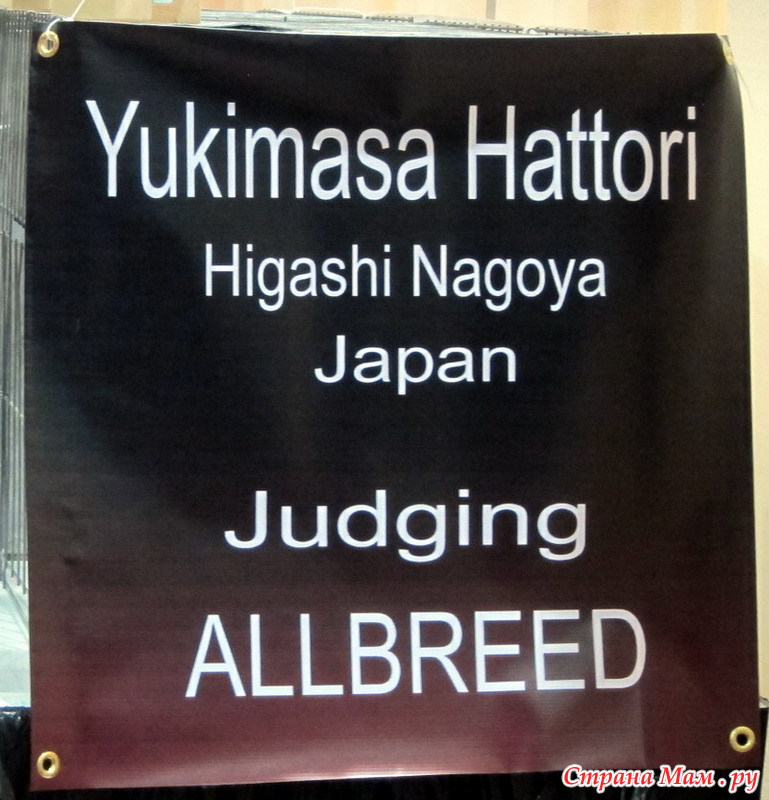 Yukimasa Hattori
Higashi Nagoya
Japan
Judging
ALLBREED
Страна Мам.ру